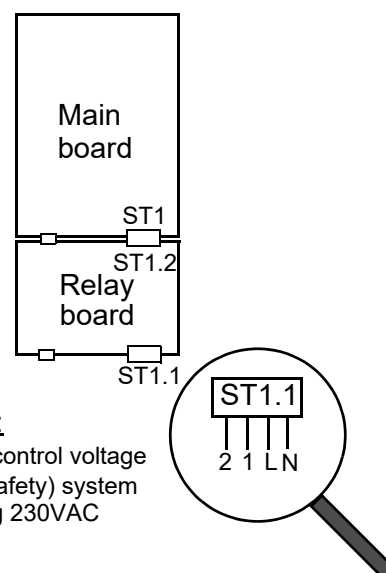 Main
board
ST1
ST1.2
Relay
board
ST1.1
ST1.1
2 1 L N
control voltage
afety) system
230VAC